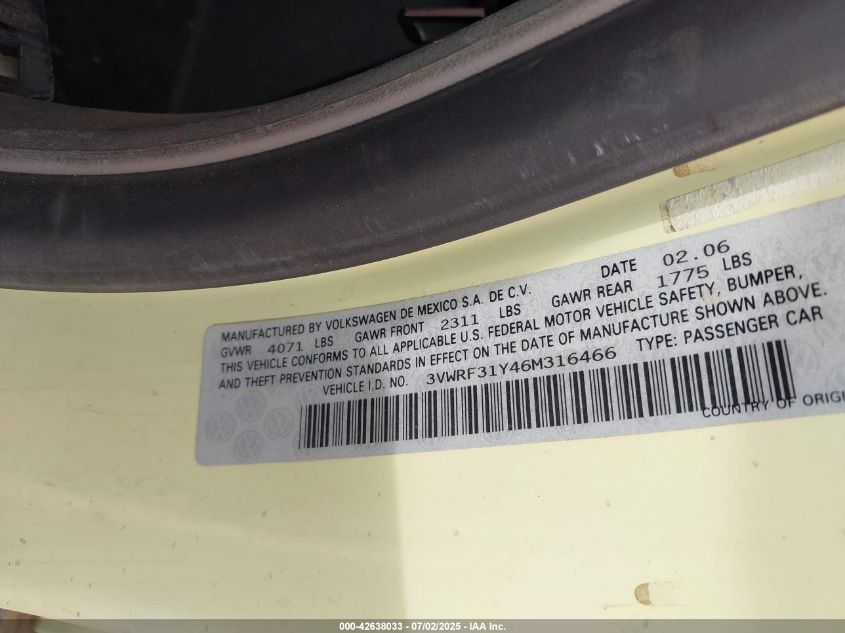 MANUFACTURED BY VOLKSWAGEN DE MEXICO S.A. DE C.V. DATE 02.06
GVWR 4071 LBS GAWR FRONT 2311 LBS GAWR REAR 1775 LBS
THIS VEHICLE CONFORMS TO ALL APPLICABLE U.S. FEDERAL MOTOR VEHICLE SAFETY, BUMPER,
AND THEFT PREVENTION STANDARDS IN EFFECT ON THE DATE OF MANUFACTURE SHOWN ABOVE.
VEHICLE I.D. NO. 3VWRF31Y46M316466 TYPE: PASSENGER CAR
COUNTRY OF ORIGI
000-42638033 - 07/02/2025 - IAA Inc.